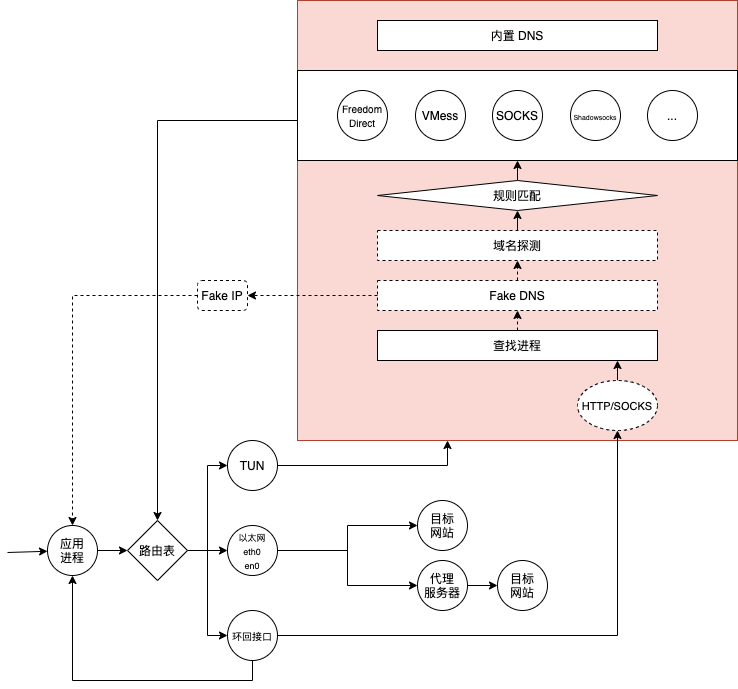 内置 DNS
Freedom
Direct
VMess
SOCKS
Shadowsocks
...
规则匹配
域名探测
Fake IP
Fake DNS
查找进程
HTTP/SOCKS
TUN
应用
进程
路由表
以太网
eth0
en0
目标
网站
代理
服务器
目标
网站
环回接口